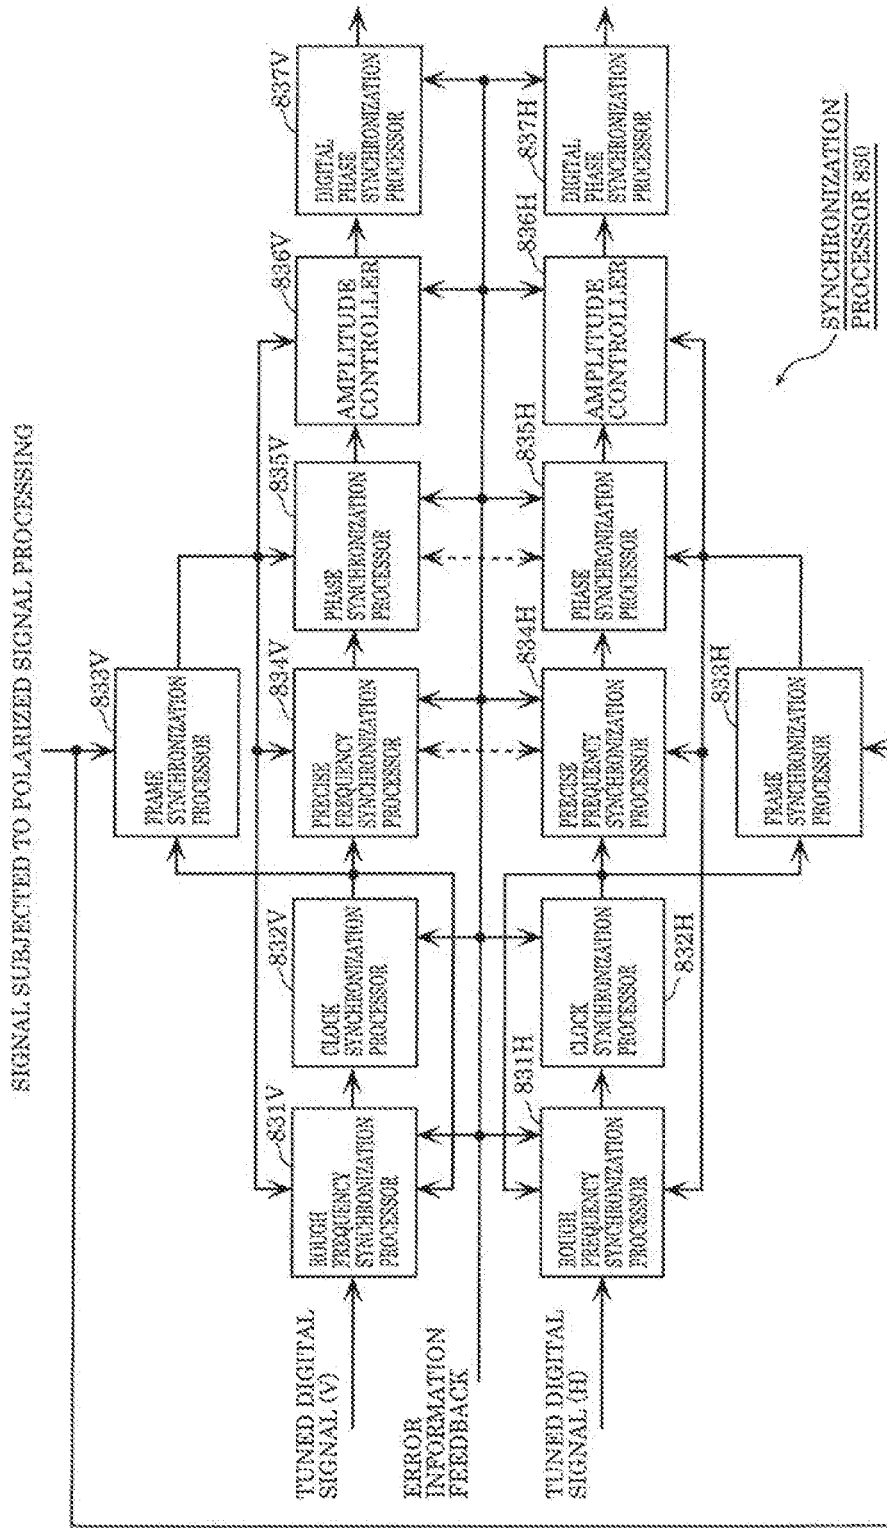 SIGNAL SUBJECTED TO POLARIZED SIGNAL PROCESSING
833V
FRAME
SYNCHRONIZATION
PROCESSOR
831V
ROUGH
FREQUENCY
SYNCHRONIZATION
PROCESSOR
832V
CLOCK
SYNCHRONIZATION
PROCESSOR
834V
PRECISE
FREQUENCY
SYNCHRONIZATION
PROCESSOR
835V
PHASE
SYNCHRONIZATION
PROCESSOR
836V
AMPLITUDE
CONTROLLER
837V
DIGITAL
PHASE
SYNCHRONIZATION
PROCESSOR
TUNED DIGITAL
SIGNAL (V)
ERROR
INFORMATION
FEEDBACK
TUNED DIGITAL
SIGNAL (H)
831H
ROUGH
FREQUENCY
SYNCHRONIZATION
PROCESSOR
CLOCK
SYNCHRONIZATION
PROCESSOR
832H
834H
PRECISE
FREQUENCY
SYNCHRONIZATION
PROCESSOR
835H
PHASE
SYNCHRONIZATION
PROCESSOR
836H
AMPLITUDE
CONTROLLER
837H
DIGITAL
PHASE
SYNCHRONIZATION
PROCESSOR
833H
FRAME
SYNCHRONIZATION
PROCESSOR
SYNCHRONIZATION
PROCESSOR 830